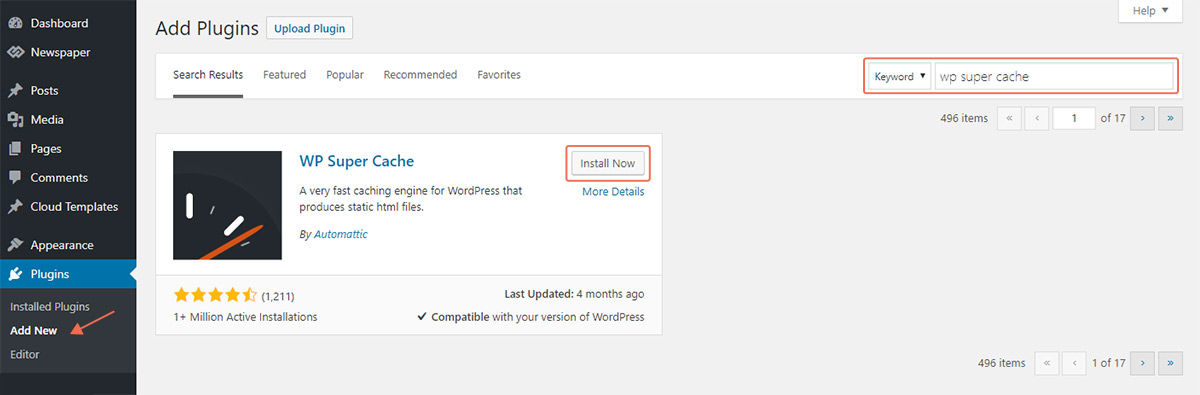 Dashboard
Newspaper
Posts
Media
Pages
Comments
Cloud Templates
Appearance
Plugins
Installed Plugins
Add New
Editor
Help ▼
Add Plugins Upload Plugin
Search Results Featured Popular Recommended Favorites Keyword ▼ wp super cache
496 items « ‹ 1 of 17 › »
WP Super Cache Install Now
More Details
A very fast caching engine for WordPress that
produces static html files.
By Automattic
(1,211) Last Updated: 4 months ago
1+ Million Active Installations ✔ Compatible with your version of WordPress
496 items « ‹ 1 of 17 › »